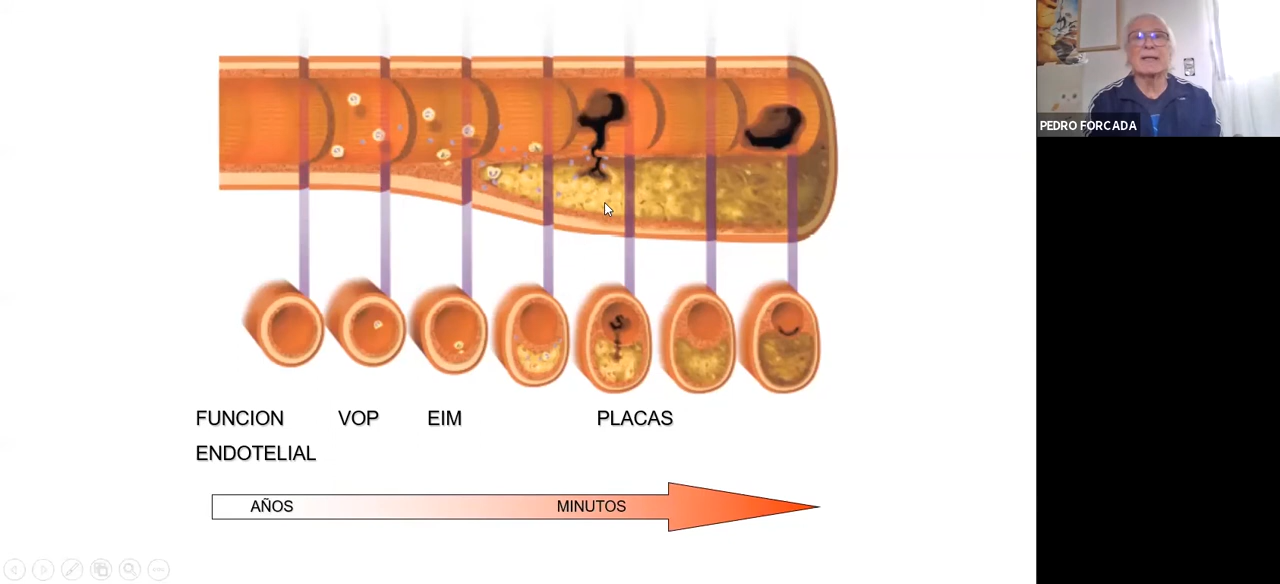 PEDRO FORCADA
FUNCION VOP EIM PLACAS
ENDOTELIAL
AÑOS MINUTOS